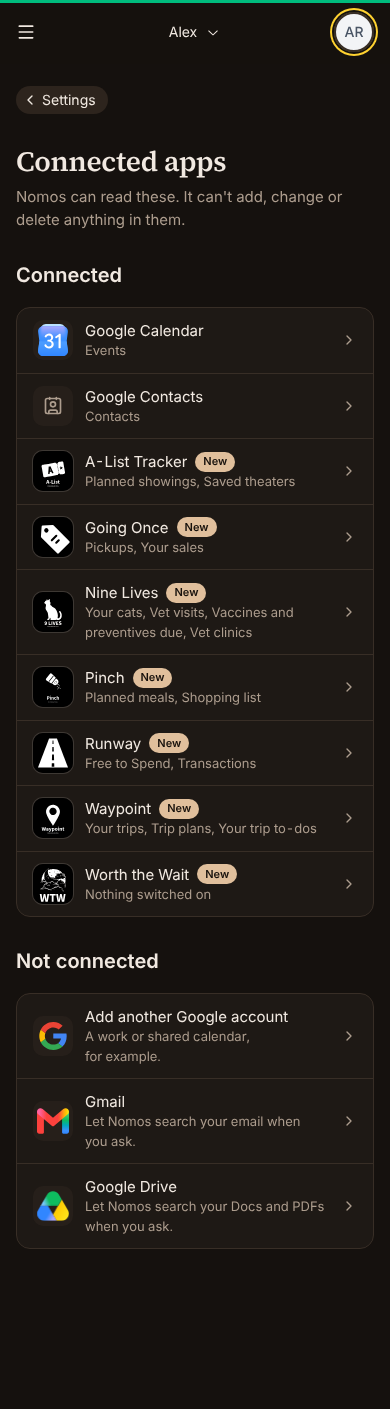 Alex
AR
Settings
Connected apps
Nomos can read these. It can't add, change or
delete anything in them.
Connected
31
Google Calendar
Events
Google Contacts
Contacts
A-List
A-List Tracker New
Planned showings, Saved theaters
Going Once New
Pickups, Your sales
9 LIVES
Nine Lives New
Your cats, Vet visits, Vaccines and
preventives due, Vet clinics
Pinch
Pinch New
Planned meals, Shopping list
Runway New
Free to Spend, Transactions
Waypoint
Waypoint New
Your trips, Trip plans, Your trip to-dos
WTW
Worth the Wait New
Nothing switched on
Not connected
Add another Google account
A work or shared calendar,
for example.
Gmail
Let Nomos search your email when
you ask.
Google Drive
Let Nomos search your Docs and PDFs
when you ask.